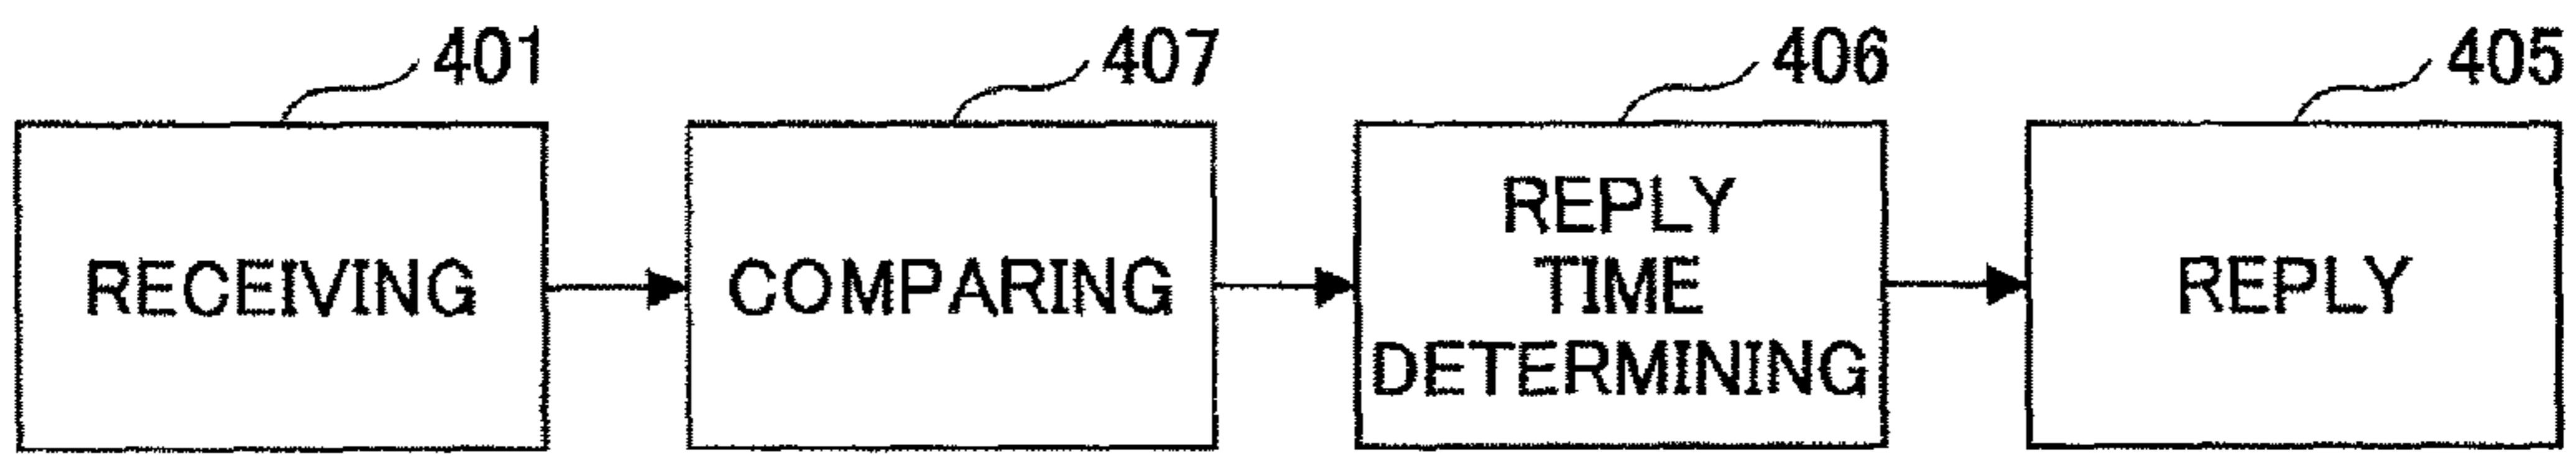 401
407
406
405
RECEIVING
COMPARING
REPLY
TIME
DETERMINING
REPLY